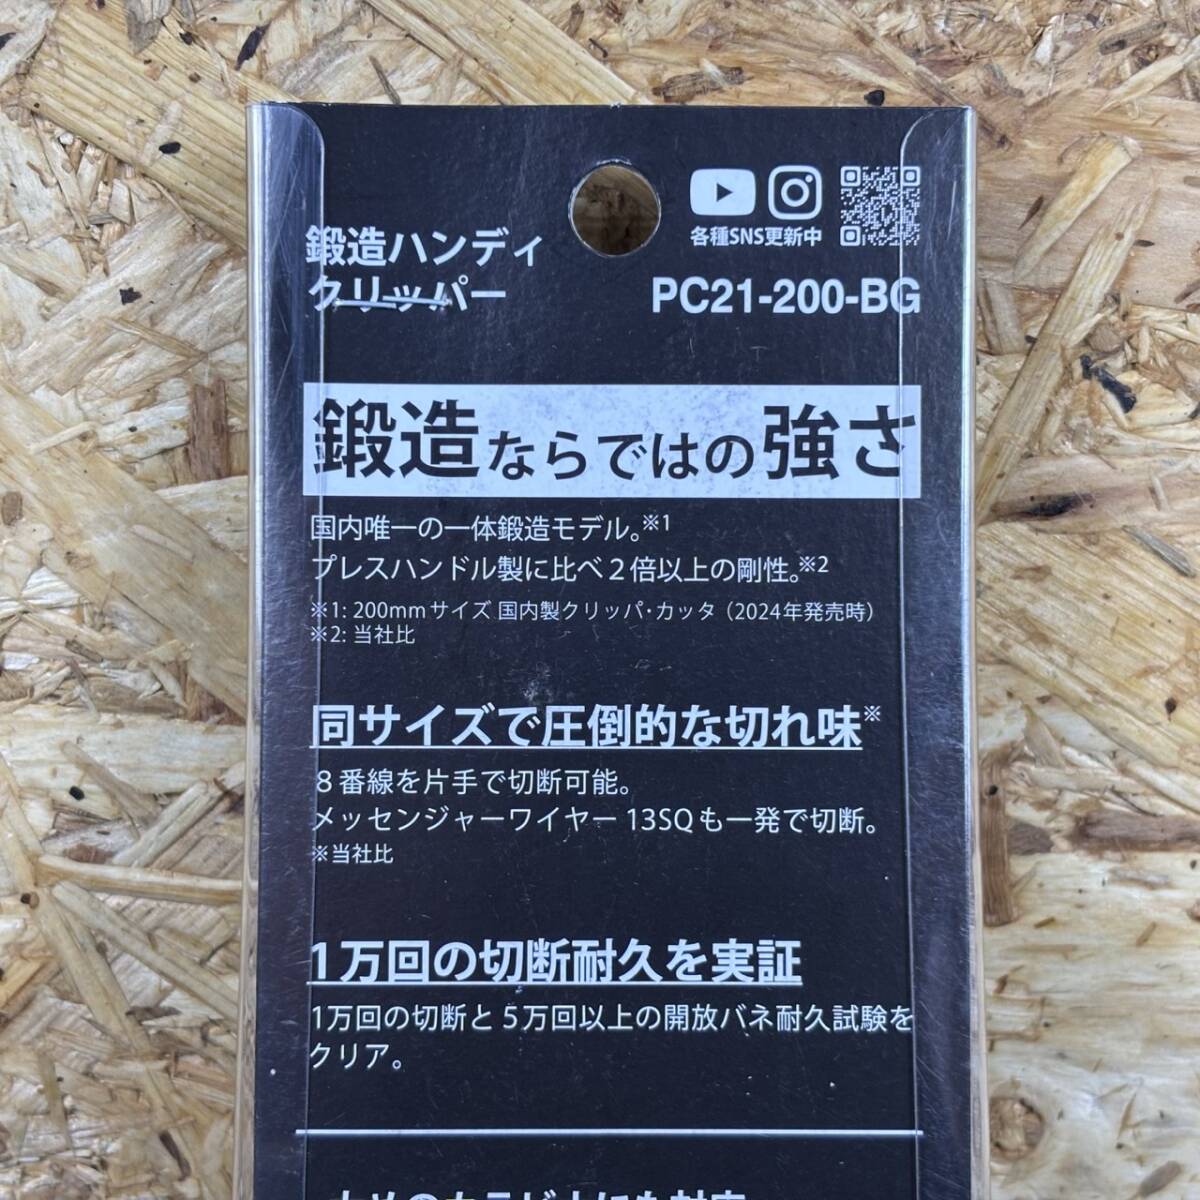 各種SNS更新中
鍛造ハンディ
クリッパー
PC21-200-BG
鍛造ならではの強さ
国内唯一の一体鍛造モデル。※1
プレスハンドル製に比べ2倍以上の剛性。※2
※1: 200mmサイズ 国内製クリッパ・カッタ（2024年発売時）
※2: 当社比
同サイズで圧倒的な切れ味※
8番線を片手で切断可能。
メッセンジャーワイヤー 13SQも一発で切断。
※当社比
1万回の切断耐久を実証
1万回の切断と5万回以上の開放バネ耐久試験を
クリア。